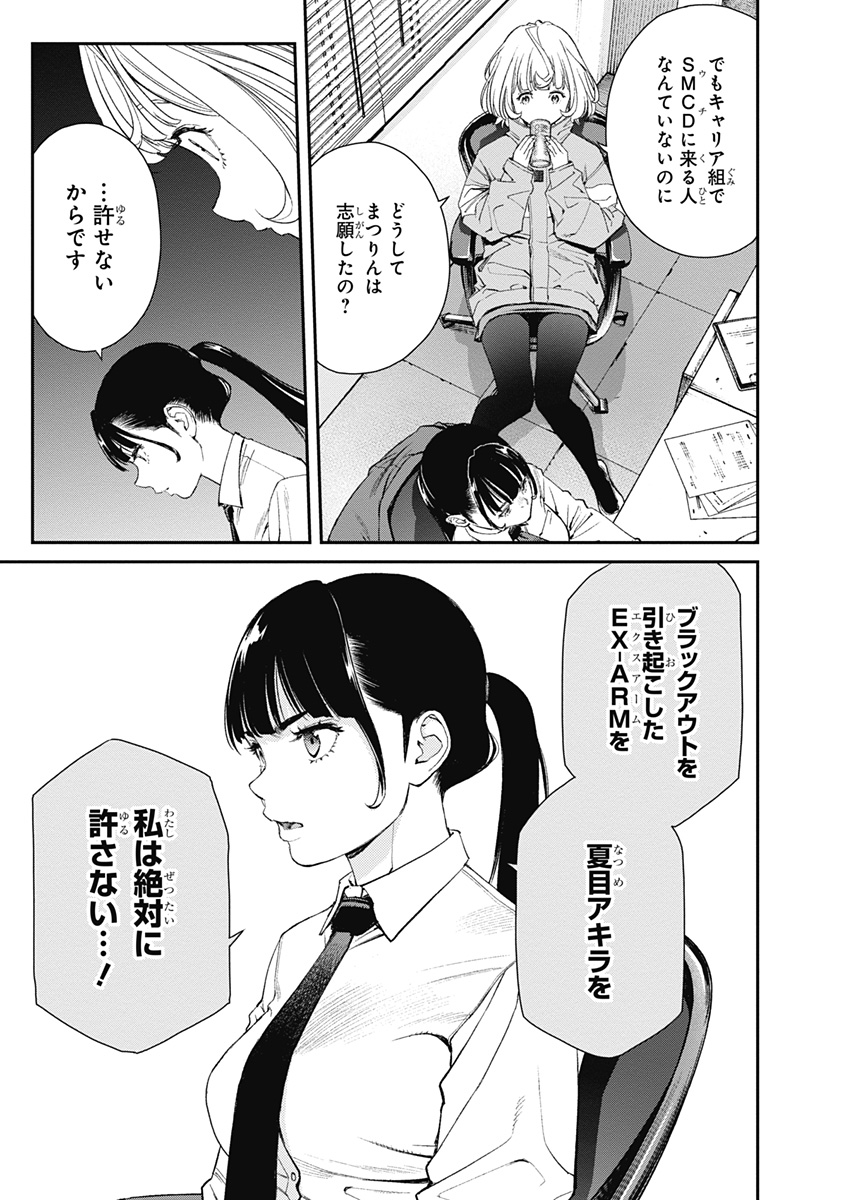 でもキャリア組で
SMCDに来る人
なんていないのに
どうして
まつりんは
志願したの？
…許せない
からです
ブラックアウトを
引き起こした
EX-ARMを
夏目アキラを
私は絶対に
許さない…！